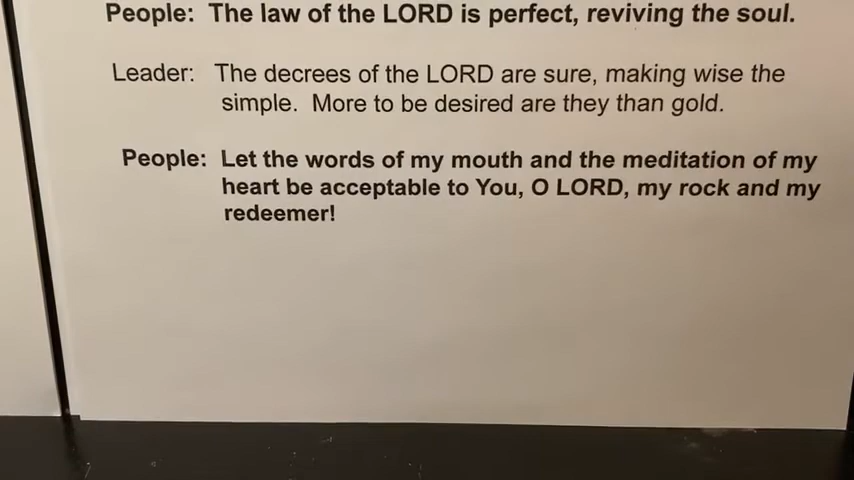 People: The law of the LORD is perfect, reviving the soul.
Leader: The decrees of the LORD are sure, making wise the
simple. More to be desired are they than gold.
People: Let the words of my mouth and the meditation of my
heart be acceptable to You, O LORD, my rock and my
redeemer!